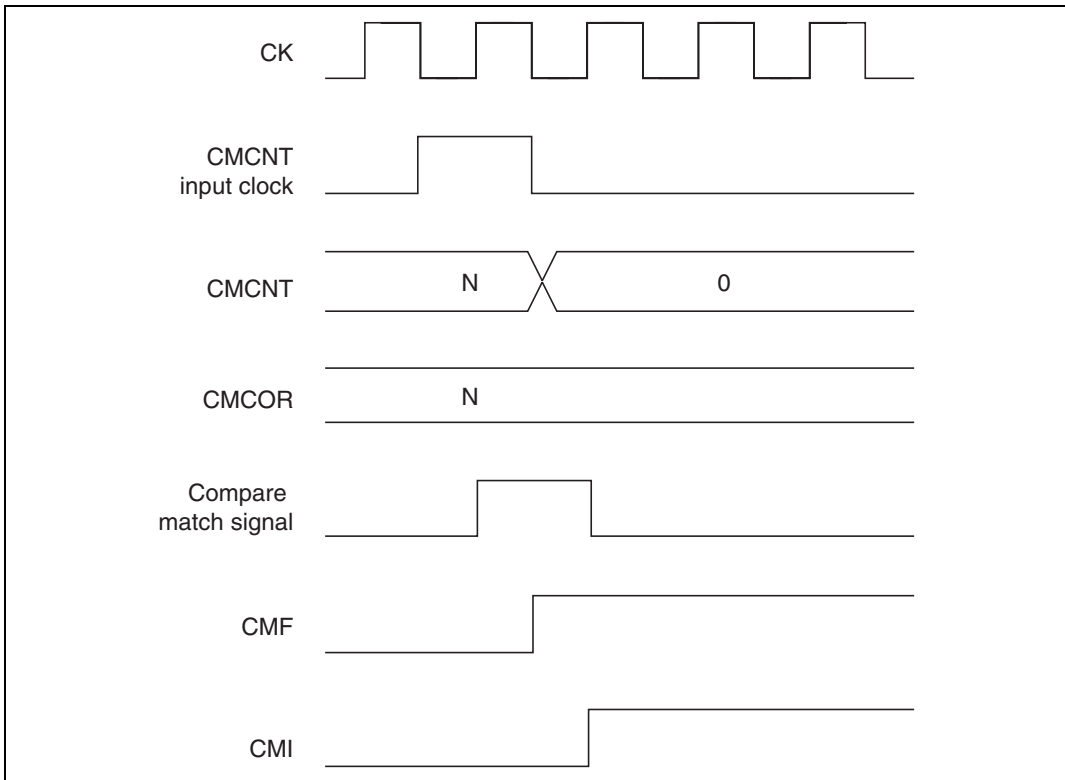 CK
CMCNT
input clock
CMCNT
N
0
CMCOR
N
Compare
match signal
CMF
CMI